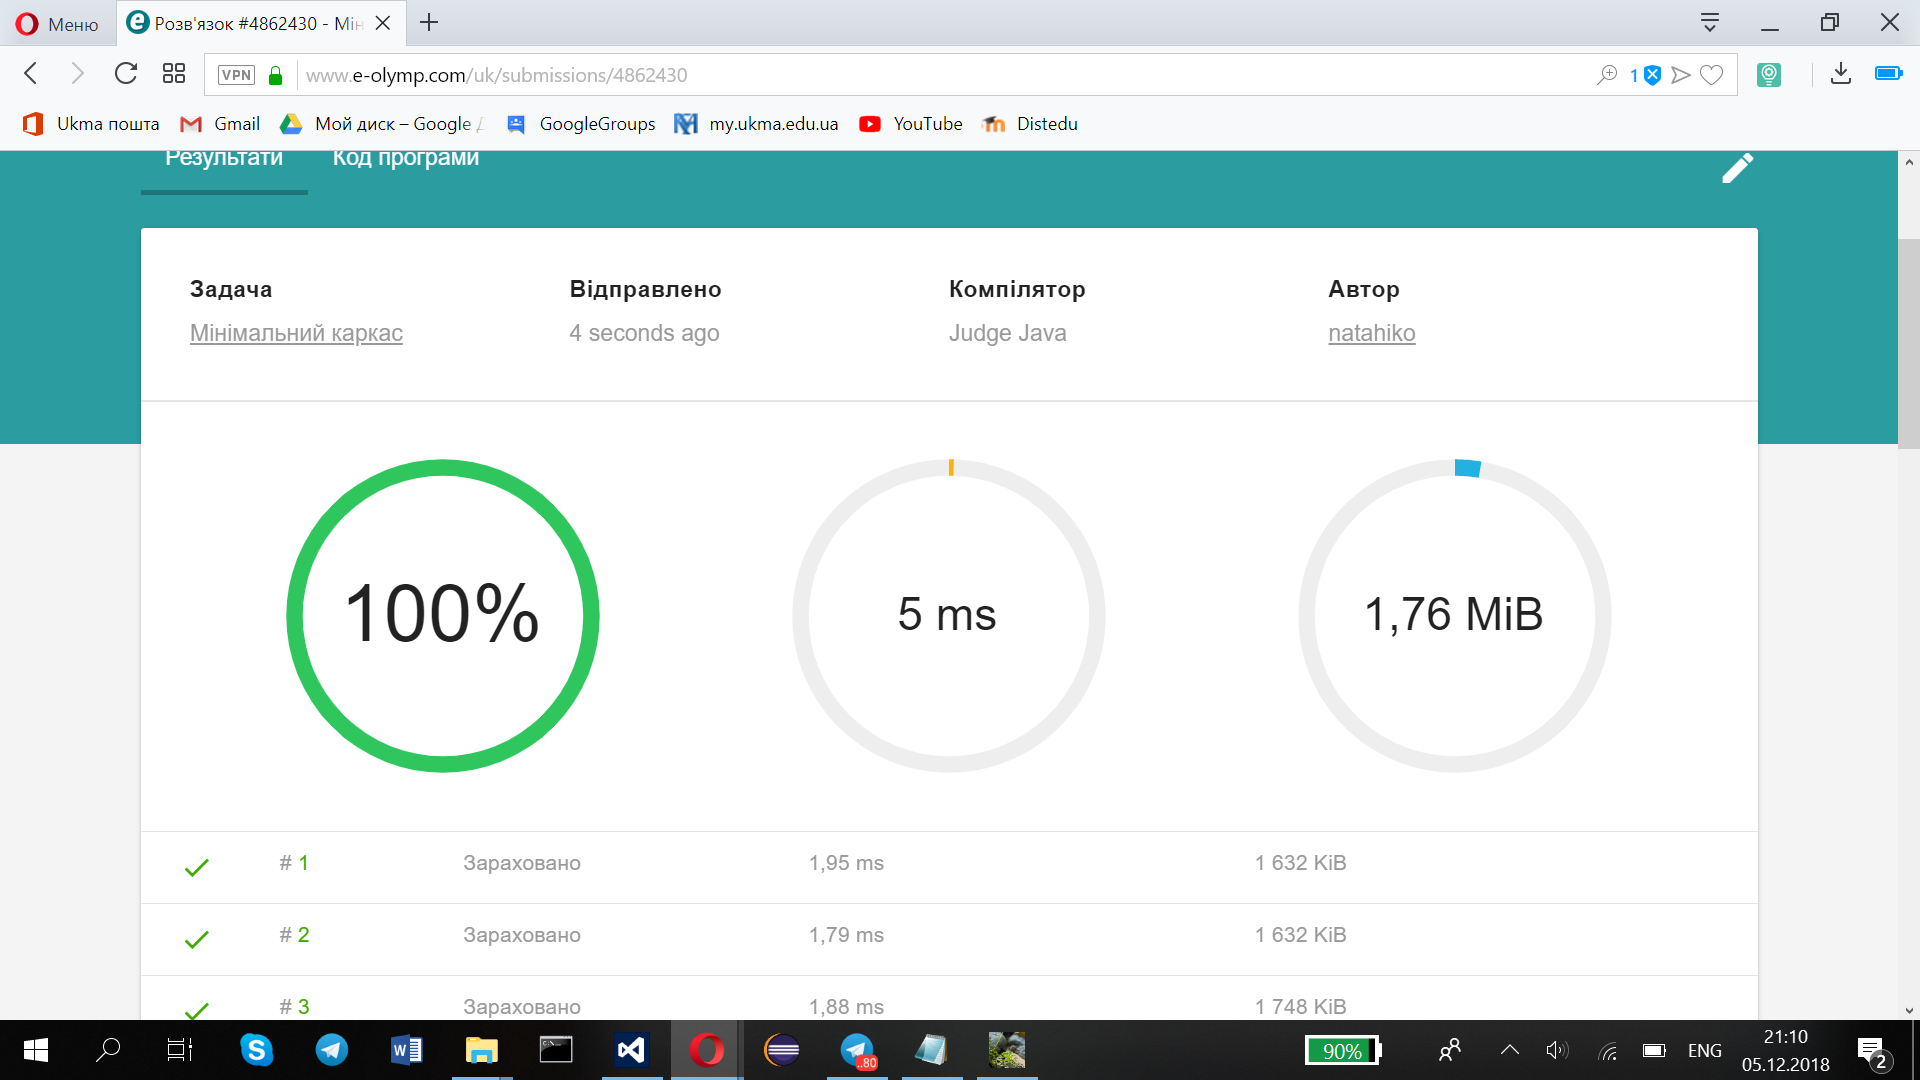 Меню
Розв'язок #4862430 - Мін
VPN
www.e-olymp.com/uk/submissions/4862430
1
Ukma пошта
Gmail
Мой диск – Google
GoogleGroups
my.ukma.edu.ua
YouTube
Distedu
Результати
Код програми
Задача
Відправлено
Компілятор
Автор
Мінімальний каркас
4 seconds ago
Judge Java
natahiko
100%
5 ms
1,76 MiB
# 1 Зараховано 1,95 ms 1 632 KiB
# 2 Зараховано 1,79 ms 1 632 KiB
# 3 Зараховано 1,88 ms 1 748 KiB
..80
90%
ENG
21:10
05.12.2018
2